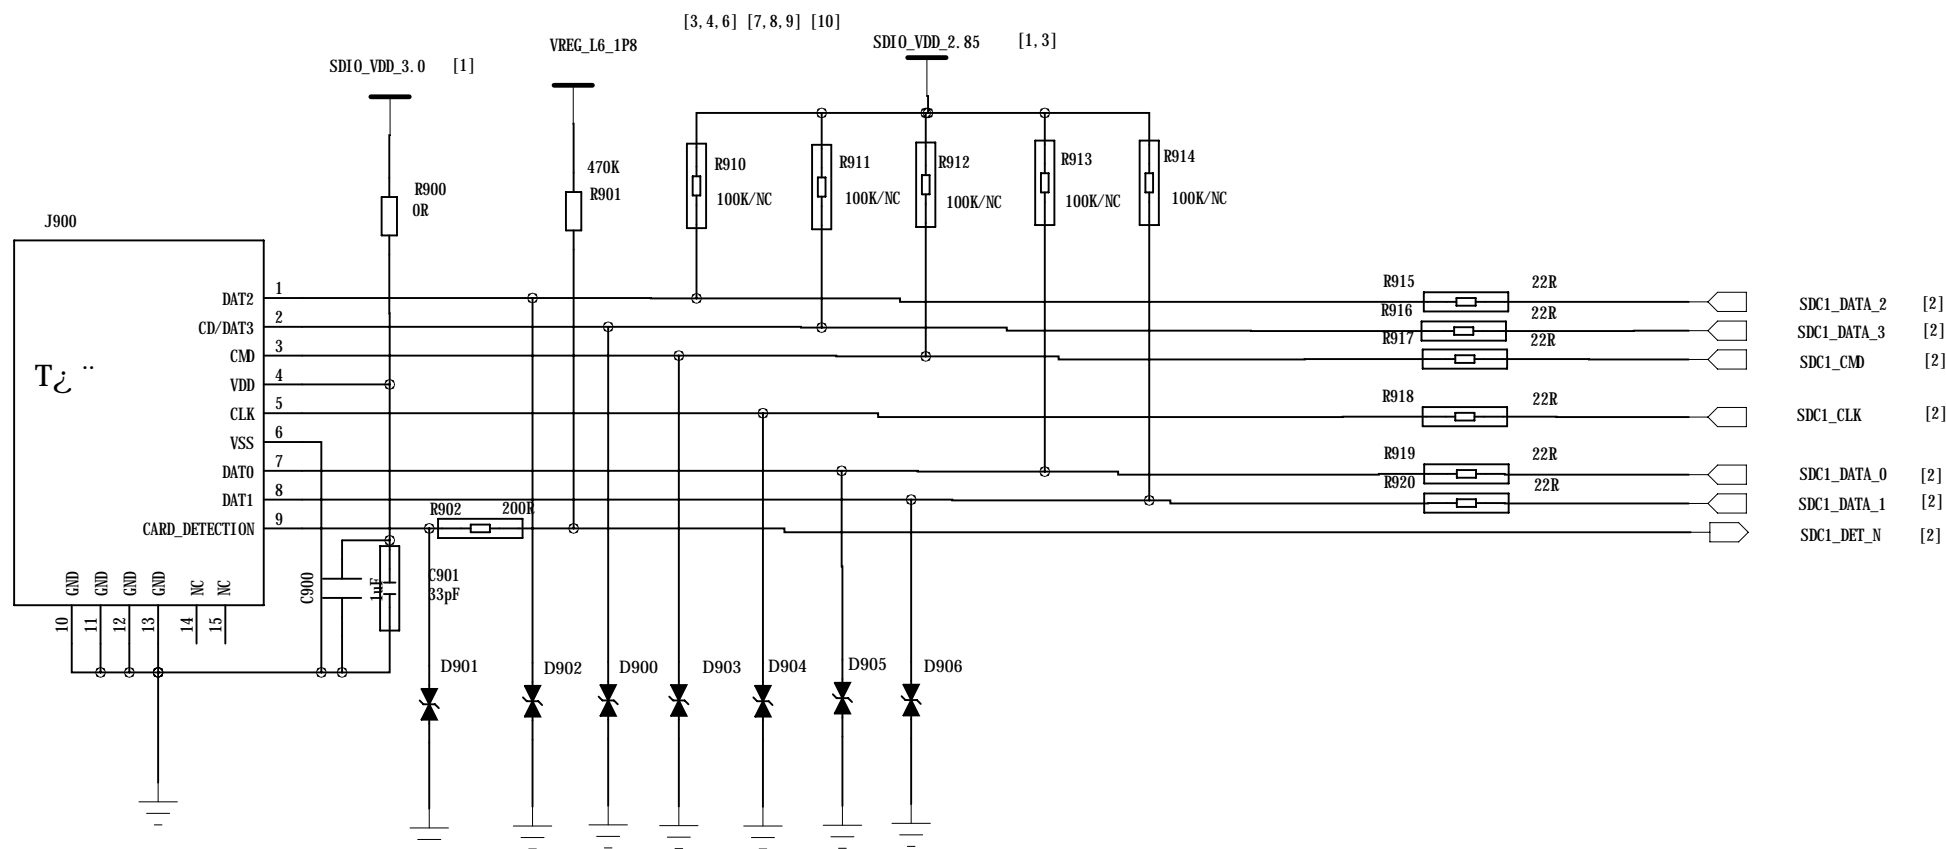 [3,4,6] [7,8,9] [10]
VREG_L6_1P8
SDIO_VDD_2.85 [1,3]
SDIO_VDD_3.0 [1]
R910
100K/NC
R911
100K/NC
R912
100K/NC
R913
100K/NC
R914
100K/NC
470K
R901
R900
0R
J900
T¿ ¨
DAT2 1
CD/DAT3 2
CMD 3
VDD 4
CLK 5
VSS 6
DAT0 7
DAT1 8
CARD_DETECTION 9
R915 22R
SDC1_DATA_2 [2]
R916 22R
SDC1_DATA_3 [2]
R917 22R
SDC1_CMD [2]
R918 22R
SDC1_CLK [2]
R919 22R
SDC1_DATA_0 [2]
R920 22R
SDC1_DATA_1 [2]
R902 200R
SDC1_DET_N [2]
GND GND GND GND NC NC
10 11 12 13 14 15
C900
1uF
C901
33pF
D901
D902
D900
D903
D904
D905
D906